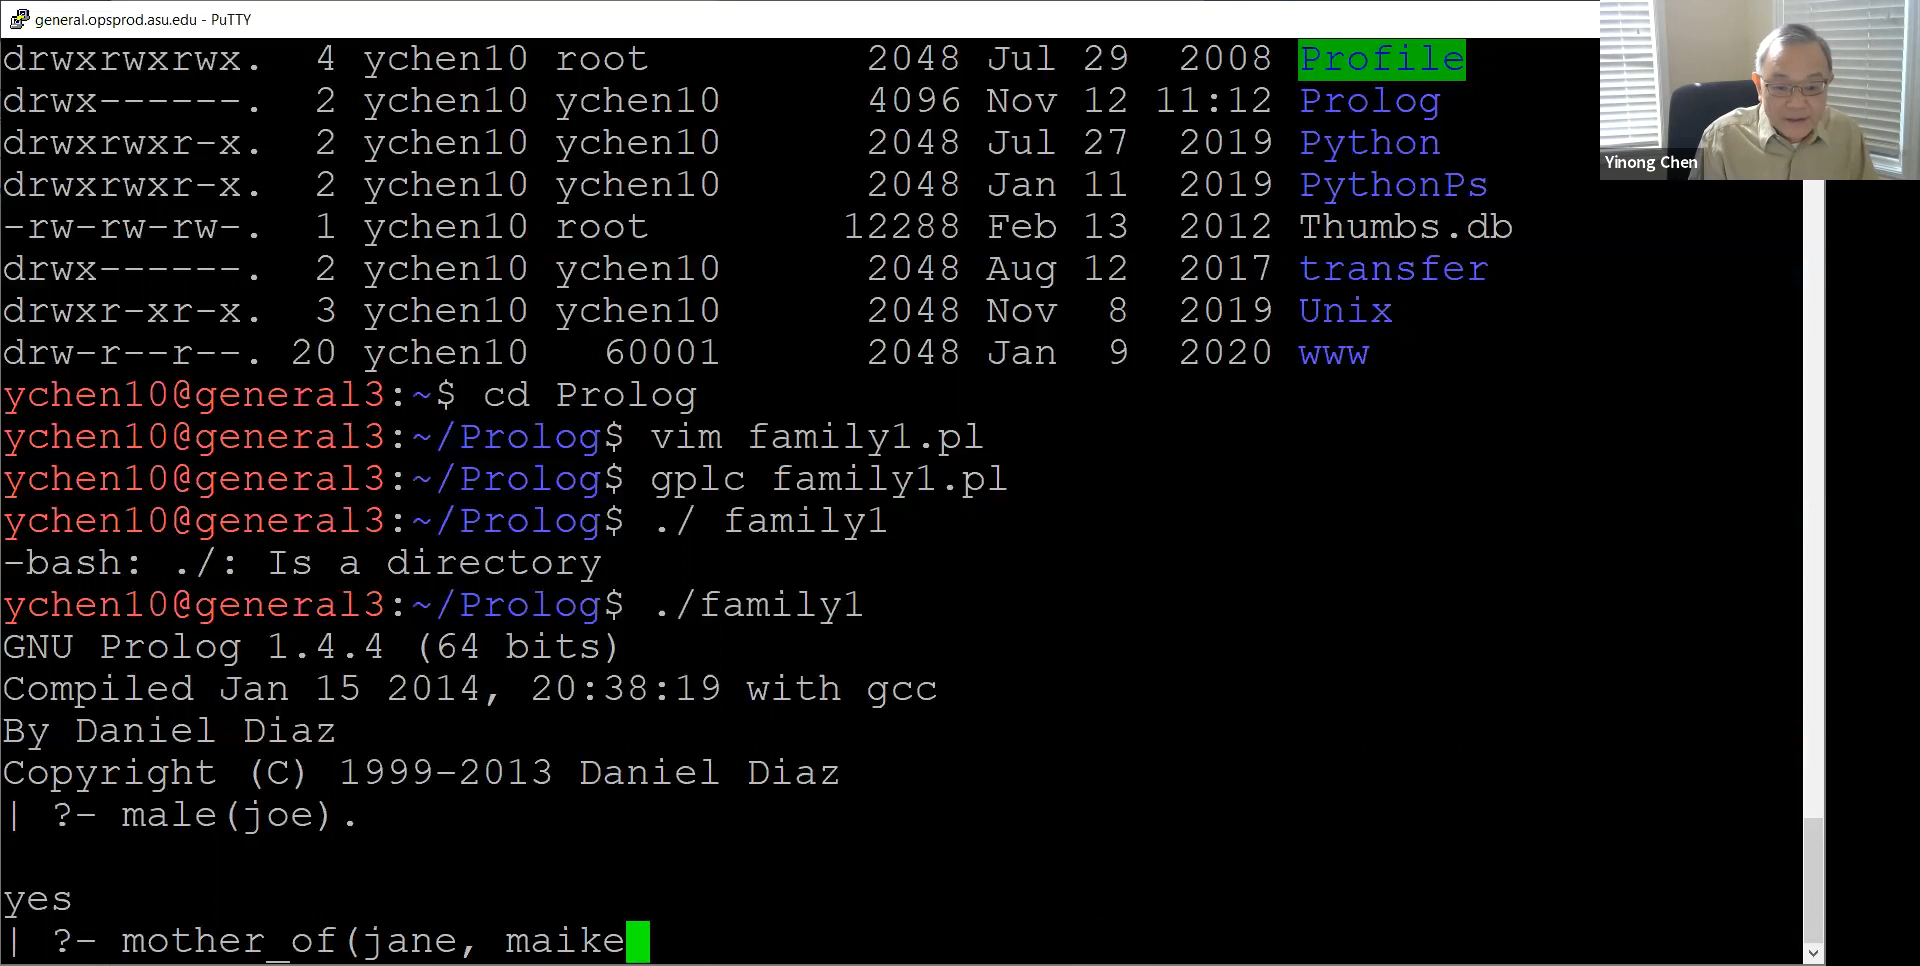 general.opsprod.asu.edu - PuTTY
drwxrwxrwx. 4 ychen10 root 2048 Jul 29 2008 Profile
drwx------. 2 ychen10 ychen10 4096 Nov 12 11:12 Prolog
drwxrwxr-x. 2 ychen10 ychen10 2048 Jul 27 2019 Python
drwxrwxr-x. 2 ychen10 ychen10 2048 Jan 11 2019 PythonPs
-rw-rw-rw-. 1 ychen10 root 12288 Feb 13 2012 Thumbs.db
drwx------. 2 ychen10 ychen10 2048 Aug 12 2017 transfer
drwxr-xr-x. 3 ychen10 ychen10 2048 Nov 8 2019 Unix
drw-r--r--. 20 ychen10 60001 2048 Jan 9 2020 www
ychen10@general3:~$ cd Prolog
ychen10@general3:~/Prolog$ vim family1.pl
ychen10@general3:~/Prolog$ gplc family1.pl
ychen10@general3:~/Prolog$ ./ family1
-bash: ./: Is a directory
ychen10@general3:~/Prolog$ ./family1
GNU Prolog 1.4.4 (64 bits)
Compiled Jan 15 2014, 20:38:19 with gcc
By Daniel Diaz
Copyright (C) 1999-2013 Daniel Diaz
| ?- male(joe).
yes
| ?- mother_of(jane, maike
Yinong Chen